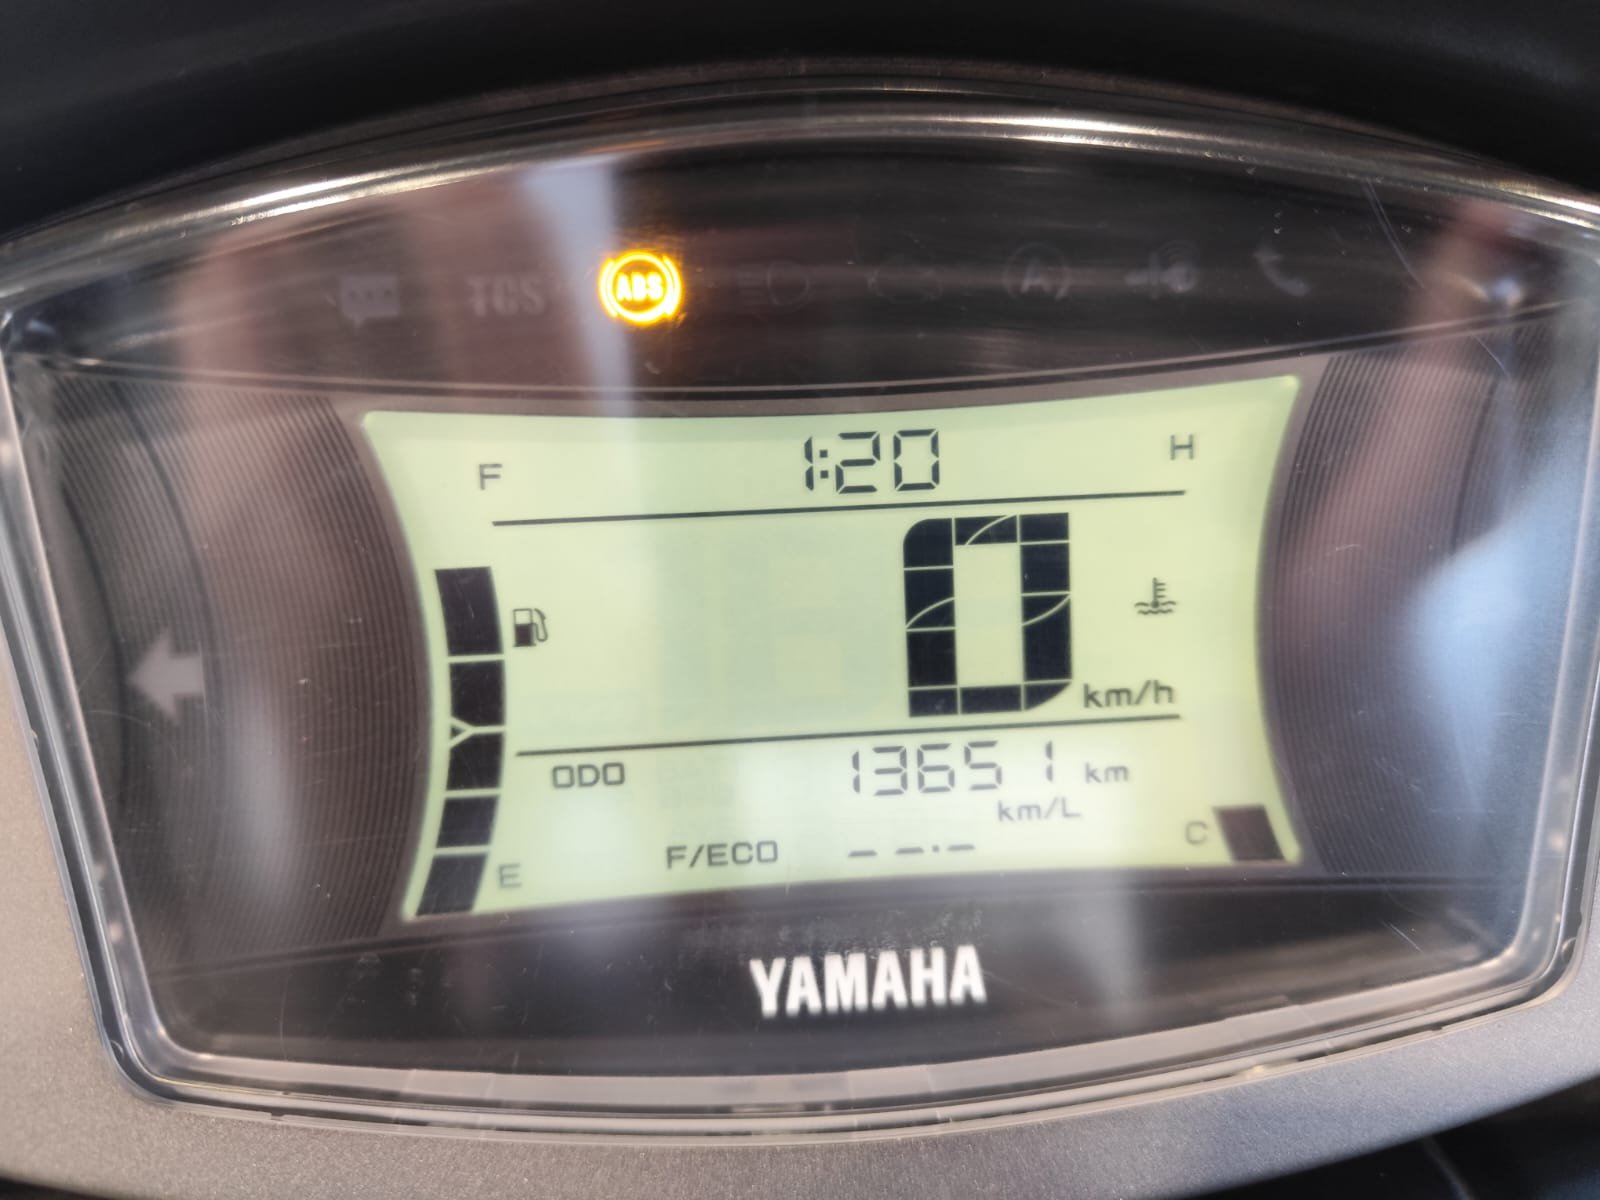 TCS ABS (A)
F 1:20 H
0 km/h
ODO 13651 km
km/L
F/ECO -- --.-- C
E
YAMAHA